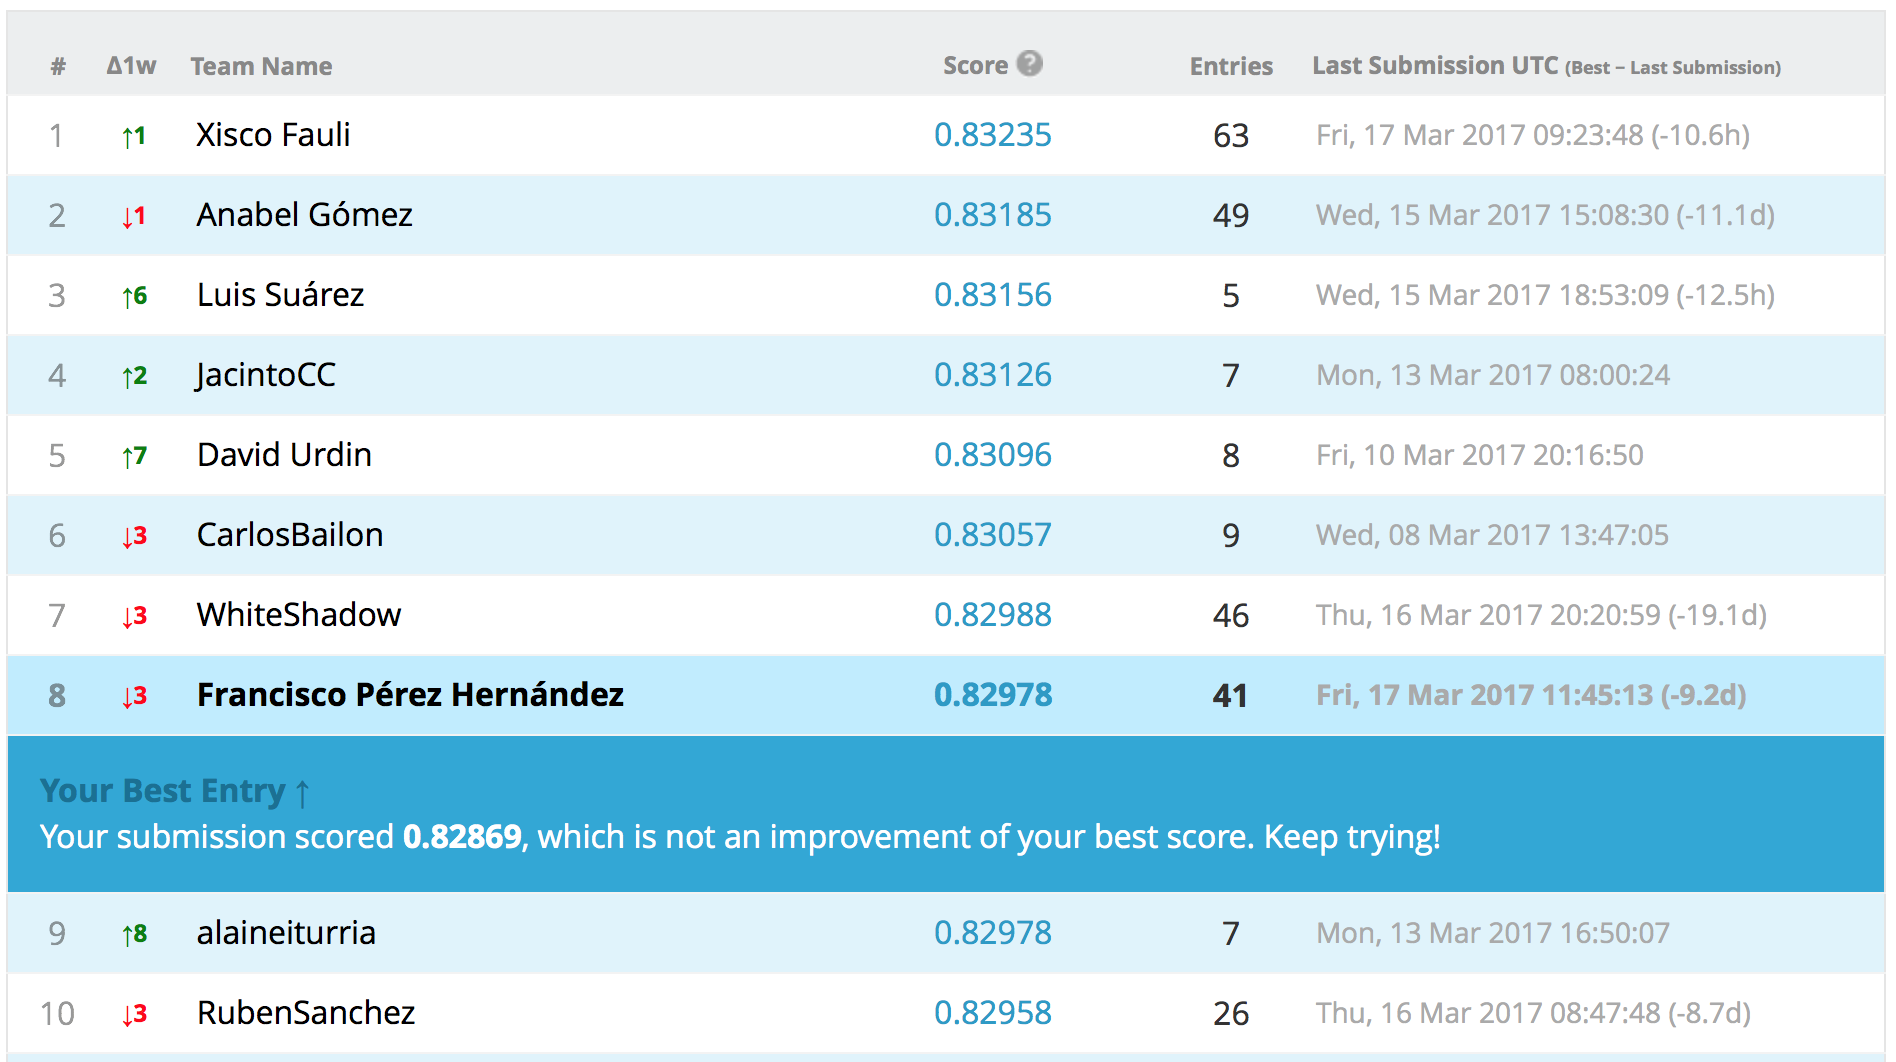 # Δ1w Team Name Score ? Entries Last Submission UTC (Best – Last Submission)
1 ↑1 Xisco Fauli 0.83235 63 Fri, 17 Mar 2017 09:23:48 (-10.6h)
2 ↓1 Anabel Gómez 0.83185 49 Wed, 15 Mar 2017 15:08:30 (-11.1d)
3 ↑6 Luis Suárez 0.83156 5 Wed, 15 Mar 2017 18:53:09 (-12.5h)
4 ↑2 JacintoCC 0.83126 7 Mon, 13 Mar 2017 08:00:24
5 ↑7 David Urdin 0.83096 8 Fri, 10 Mar 2017 20:16:50
6 ↓3 CarlosBailon 0.83057 9 Wed, 08 Mar 2017 13:47:05
7 ↓3 WhiteShadow 0.82988 46 Thu, 16 Mar 2017 20:20:59 (-19.1d)
8 ↓3 Francisco Pérez Hernández 0.82978 41 Fri, 17 Mar 2017 11:45:13 (-9.2d)
Your Best Entry ↑
Your submission scored 0.82869, which is not an improvement of your best score. Keep trying!
9 ↑8 alaineiturria 0.82978 7 Mon, 13 Mar 2017 16:50:07
10 ↓3 RubenSanchez 0.82958 26 Thu, 16 Mar 2017 08:47:48 (-8.7d)